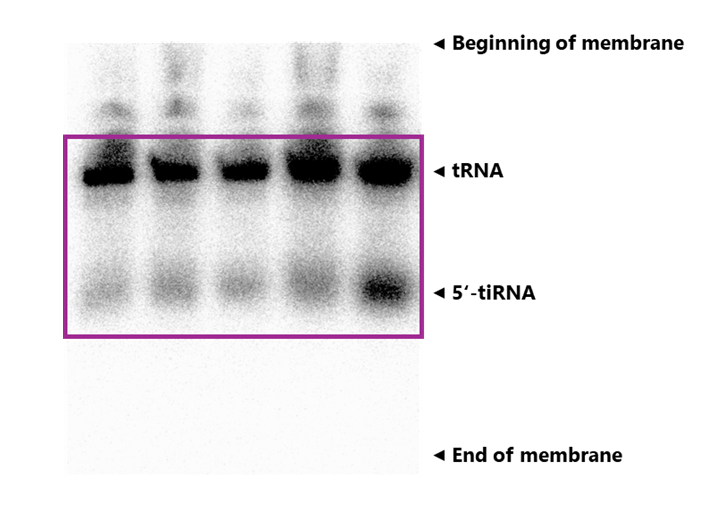 ◄ Beginning of membrane
◄ tRNA
◄ 5‘-tiRNA
◄ End of membrane